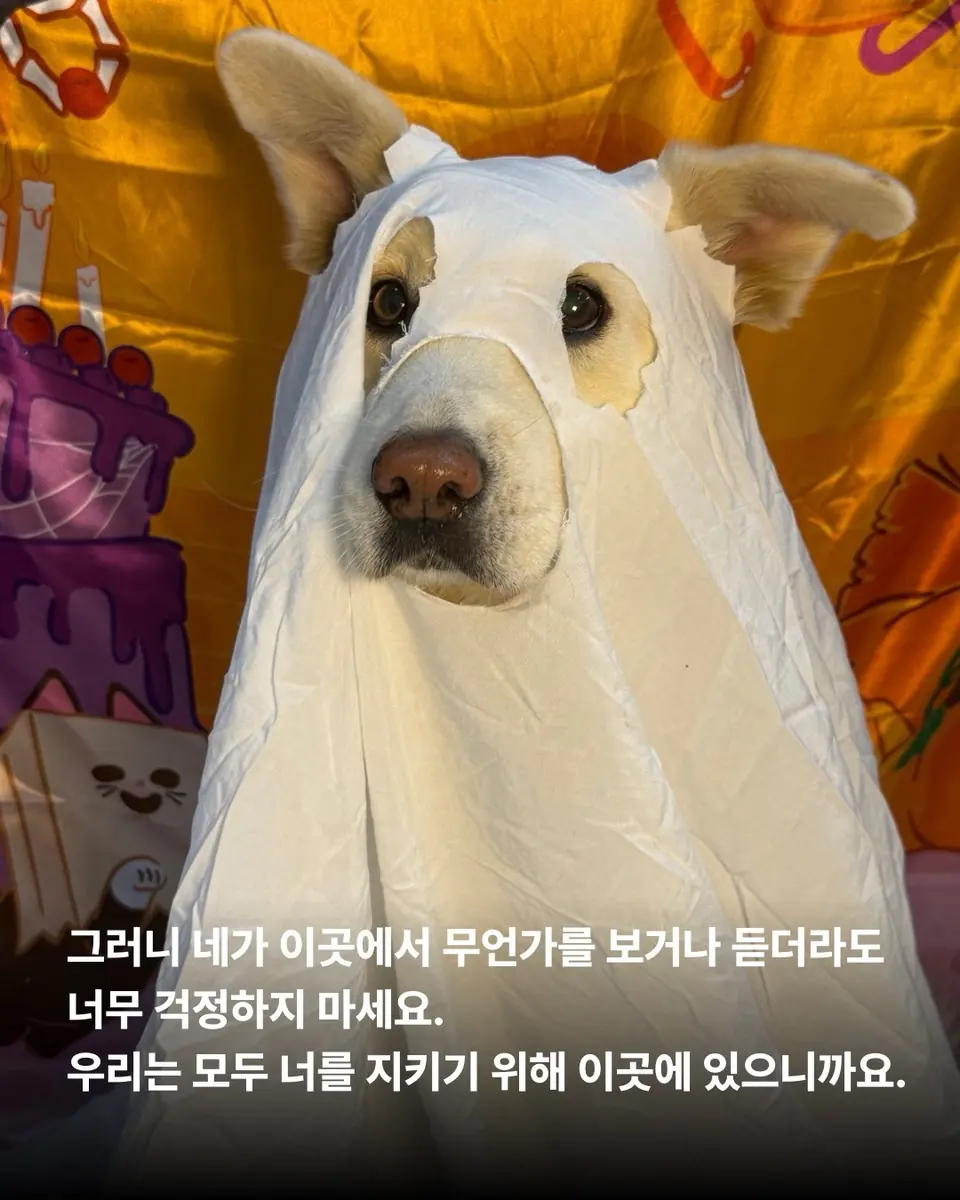 그러니 네가 이곳에서 무언가를 보거나 듣더라도
너무 걱정하지 마세요.
우리는 모두 너를 지키기 위해 이곳에 있으니까요.